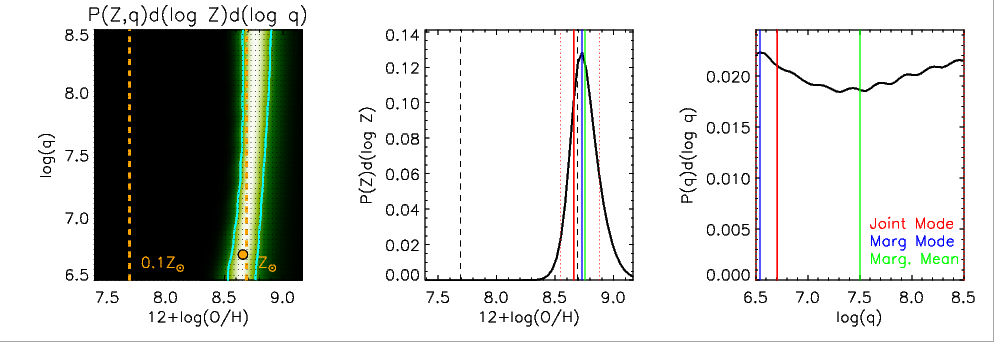 P(Z,q)d(log Z)d(log q)
8.5
8.0
7.5
7.0
6.5
log(q)
0.1Z⊙
Z⊙
7.5 8.0 8.5 9.0
12+log(O/H)
0.14
0.12
0.10
0.08
0.06
0.04
0.02
0.00
P(Z)d(log Z)
7.5 8.0 8.5 9.0
12+log(O/H)
0.020
0.015
0.010
0.005
0.000
P(q)d(log q)
Joint Mode
Marg Mode
Marg. Mean
6.5 7.0 7.5 8.0 8.5
log(q)